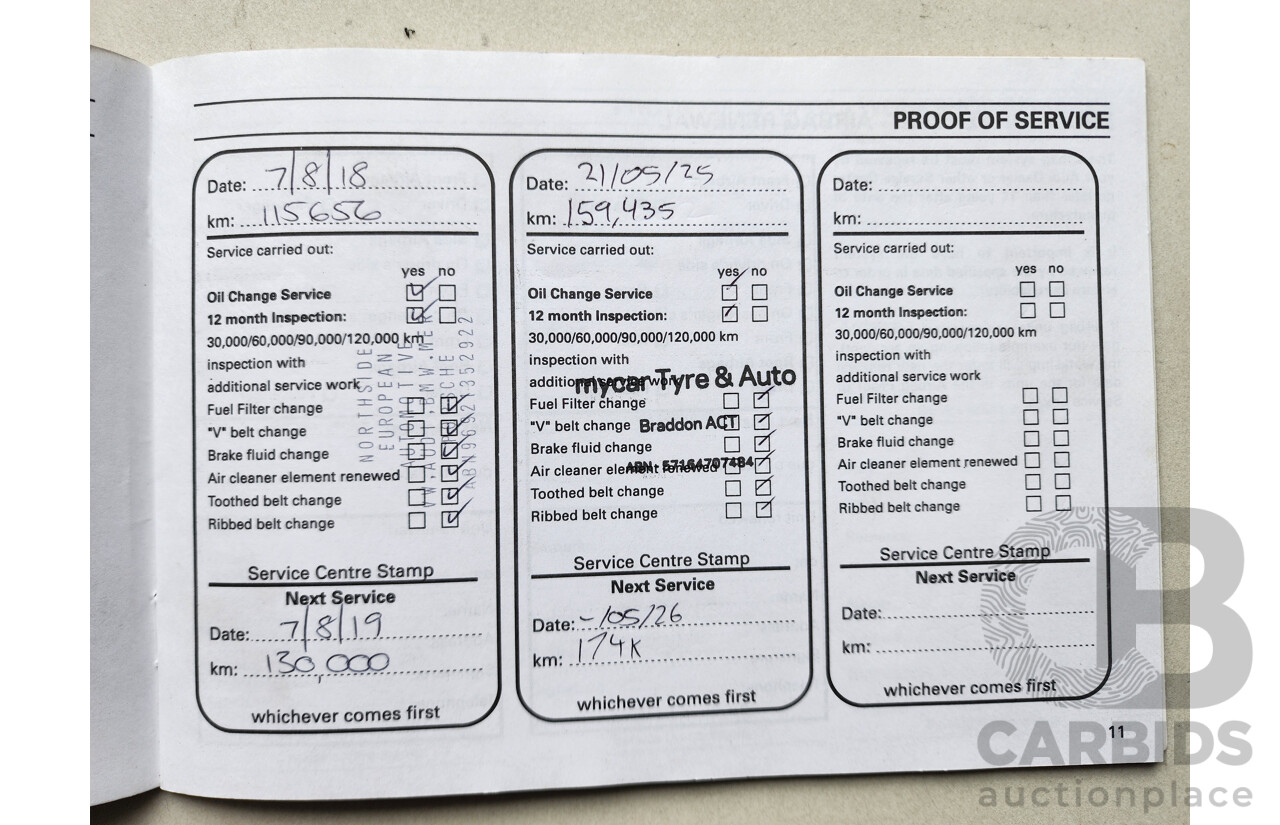 PROOF OF SERVICE
Date: 7/8/18
km: 115656
Service carried out:
yes no
Oil Change Service
12 month Inspection:
30,000/60,000/90,000/120,000 km
inspection with
additional service work
Fuel Filter change
"V" belt change
Brake fluid change
Air cleaner element renewed
Toothed belt change
Ribbed belt change
NORTHSIDE
EUROPEAN
AUTOMOTIVE
Service Centre Stamp
Next Service
Date: 7/8/19
km: 130,000
whichever comes first
Date: 21/05/25
km: 159,435
Service carried out:
yes no
Oil Change Service
12 month Inspection:
30,000/60,000/90,000/120,000 km
inspection with
additional service work
mycar Tyre & Auto
Fuel Filter change
"V" belt change
Braddon ACT
Brake fluid change
Air cleaner element renewed
ABN 57164707484
Toothed belt change
Ribbed belt change
Service Centre Stamp
Next Service
Date: -/05/26
km: 174K
whichever comes first
Date:
km:
Service carried out:
yes no
Oil Change Service
12 month Inspection:
30,000/60,000/90,000/120,000 km
inspection with
additional service work
Fuel Filter change
"V" belt change
Brake fluid change
Air cleaner element renewed
Toothed belt change
Ribbed belt change
Service Centre Stamp
Next Service
Date:
km:
whichever comes first
11
CARBIDS
auctionplace